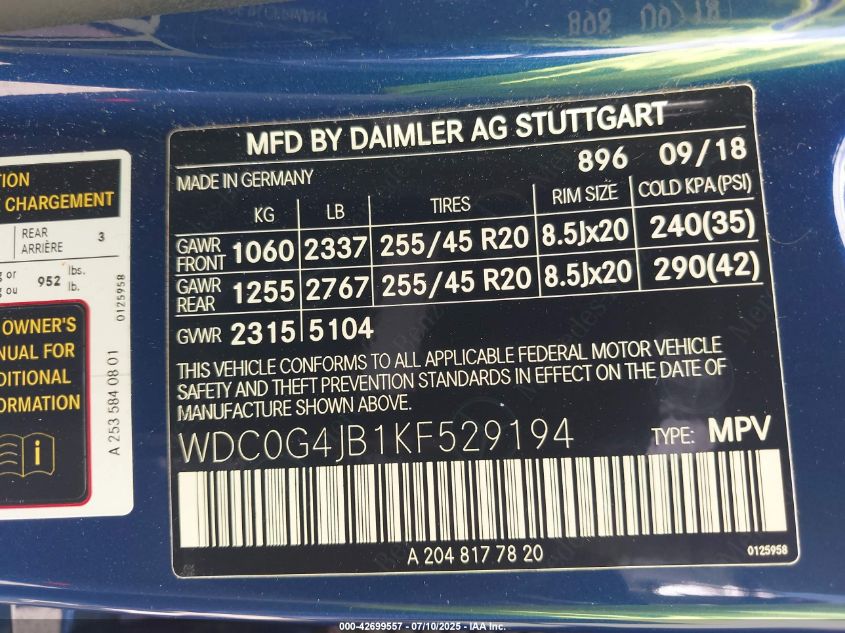 TION
CHARGEMENT
REAR
ARRIÈRE 3
g or
g ou 952 lbs.
lb.
0125958
OWNER'S
NUAL FOR
DITIONAL
ORMATION
A 253 584 08 01
MFD BY DAIMLER AG STUTTGART
896 09/18
MADE IN GERMANY
KG LB TIRES RIM SIZE COLD KPA(PSI)
GAWR FRONT 1060 2337 255/45 R20 8.5Jx20 240(35)
GAWR REAR 1255 2767 255/45 R20 8.5Jx20 290(42)
GVWR 2315 5104
THIS VEHICLE CONFORMS TO ALL APPLICABLE FEDERAL MOTOR VEHICLE
SAFETY AND THEFT PREVENTION STANDARDS IN EFFECT ON THE DATE OF
MANUFACTURE SHOWN ABOVE.
WDC0G4JB1KF529194 TYPE: MPV
A 204 817 78 20
0125958
000-42699557 - 07/10/2025 - IAA Inc.